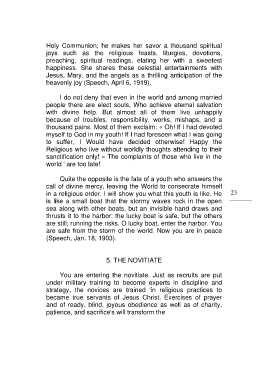 Holy Communion; he makes her savor a thousand spiritual
joys such as the religious feasts, liturgies, devotions,
preaching, spiritual readings, elating her with a sweetest
happiness. She shares these celestial entertainments with
Jesus, Mary, and the angels as a thrilling anticipation of the
heavenly joy (Speech, April 6, 1919).
I do not deny that even in the world and among married
people there are elect souls, Who achieve eternal salvation
with divine help. But almost all of them live unhappily
because of troubles, responsibility, works, mishaps, and a
thousand pains. Most of them exclaim: « Oh! If I had devoted
myself to God in my youth! If I had foreseen what I was going
to suffer, I Would have decided otherwise! Happy the
Religious who live without worldly thoughts attending to their
sanctification only! » The complaints of those who live in the
world ' are too late!
Quite the opposite is the fate of a youth who answers the
call of divine mercy, leaving the World to consecrate himself
in a religious order. I will show you what this youth is like. He
is like a small boat that the stormy waves rock in the open
sea along with other boats, but an invisible hand draws and
thrusts it to the harbor: the lucky boat is safe, but the others
are still; running the risks. O lucky boat, enter the harbor. You
are safe from the storm of the world. Now you are in peace
(Speech, Jan. 18, 1903).
23
5. THE NOVITIATE
You are entering the novitiate. Just as recruits are put
under military training to become experts in discipline and
strategy, the novices are trained 'in religious practices to
became true servants of Jesus Christ. Exercises of prayer
and of ready, blind, joyous obedience as well as of charity,
patience, and sacrifice's will transform the